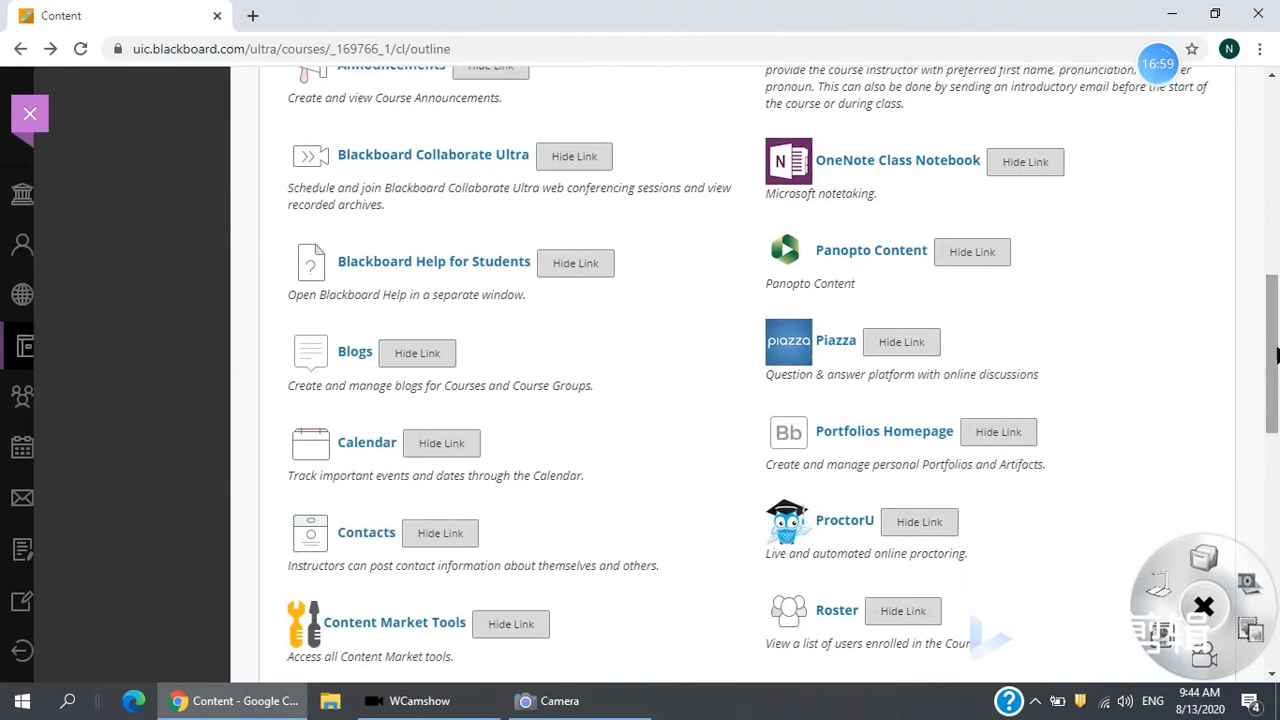 Content
uic.blackboard.com/ultra/courses/_169766_1/cl/outline
N
16:59
Announcements
Hide Link
Create and view Course Announcements.
Blackboard Collaborate Ultra
Hide Link
Schedule and join Blackboard Collaborate Ultra web conferencing sessions and view
recorded archives.
Blackboard Help for Students
Hide Link
Open Blackboard Help in a separate window.
Blogs
Hide Link
Create and manage blogs for Courses and Course Groups.
Calendar
Hide Link
Track important events and dates through the Calendar.
Contacts
Hide Link
Instructors can post contact information about themselves and others.
Content Market Tools
Hide Link
Access all Content Market tools.
provide the course instructor with preferred first name, pronunciation, er
pronoun. This can also be done by sending an introductory email before the start of
the course or during class.
N
OneNote Class Notebook
Hide Link
Microsoft notetaking.
Panopto Content
Hide Link
Panopto Content
piazza
Piazza
Hide Link
Question & answer platform with online discussions
Bb
Portfolios Homepage
Hide Link
Create and manage personal Portfolios and Artifacts.
ProctorU
Hide Link
Live and automated online proctoring.
Roster
Hide Link
View a list of users enrolled in the Cour
Content - Google C...
WCamshow
Camera
ENG
9:44 AM
8/13/2020
4